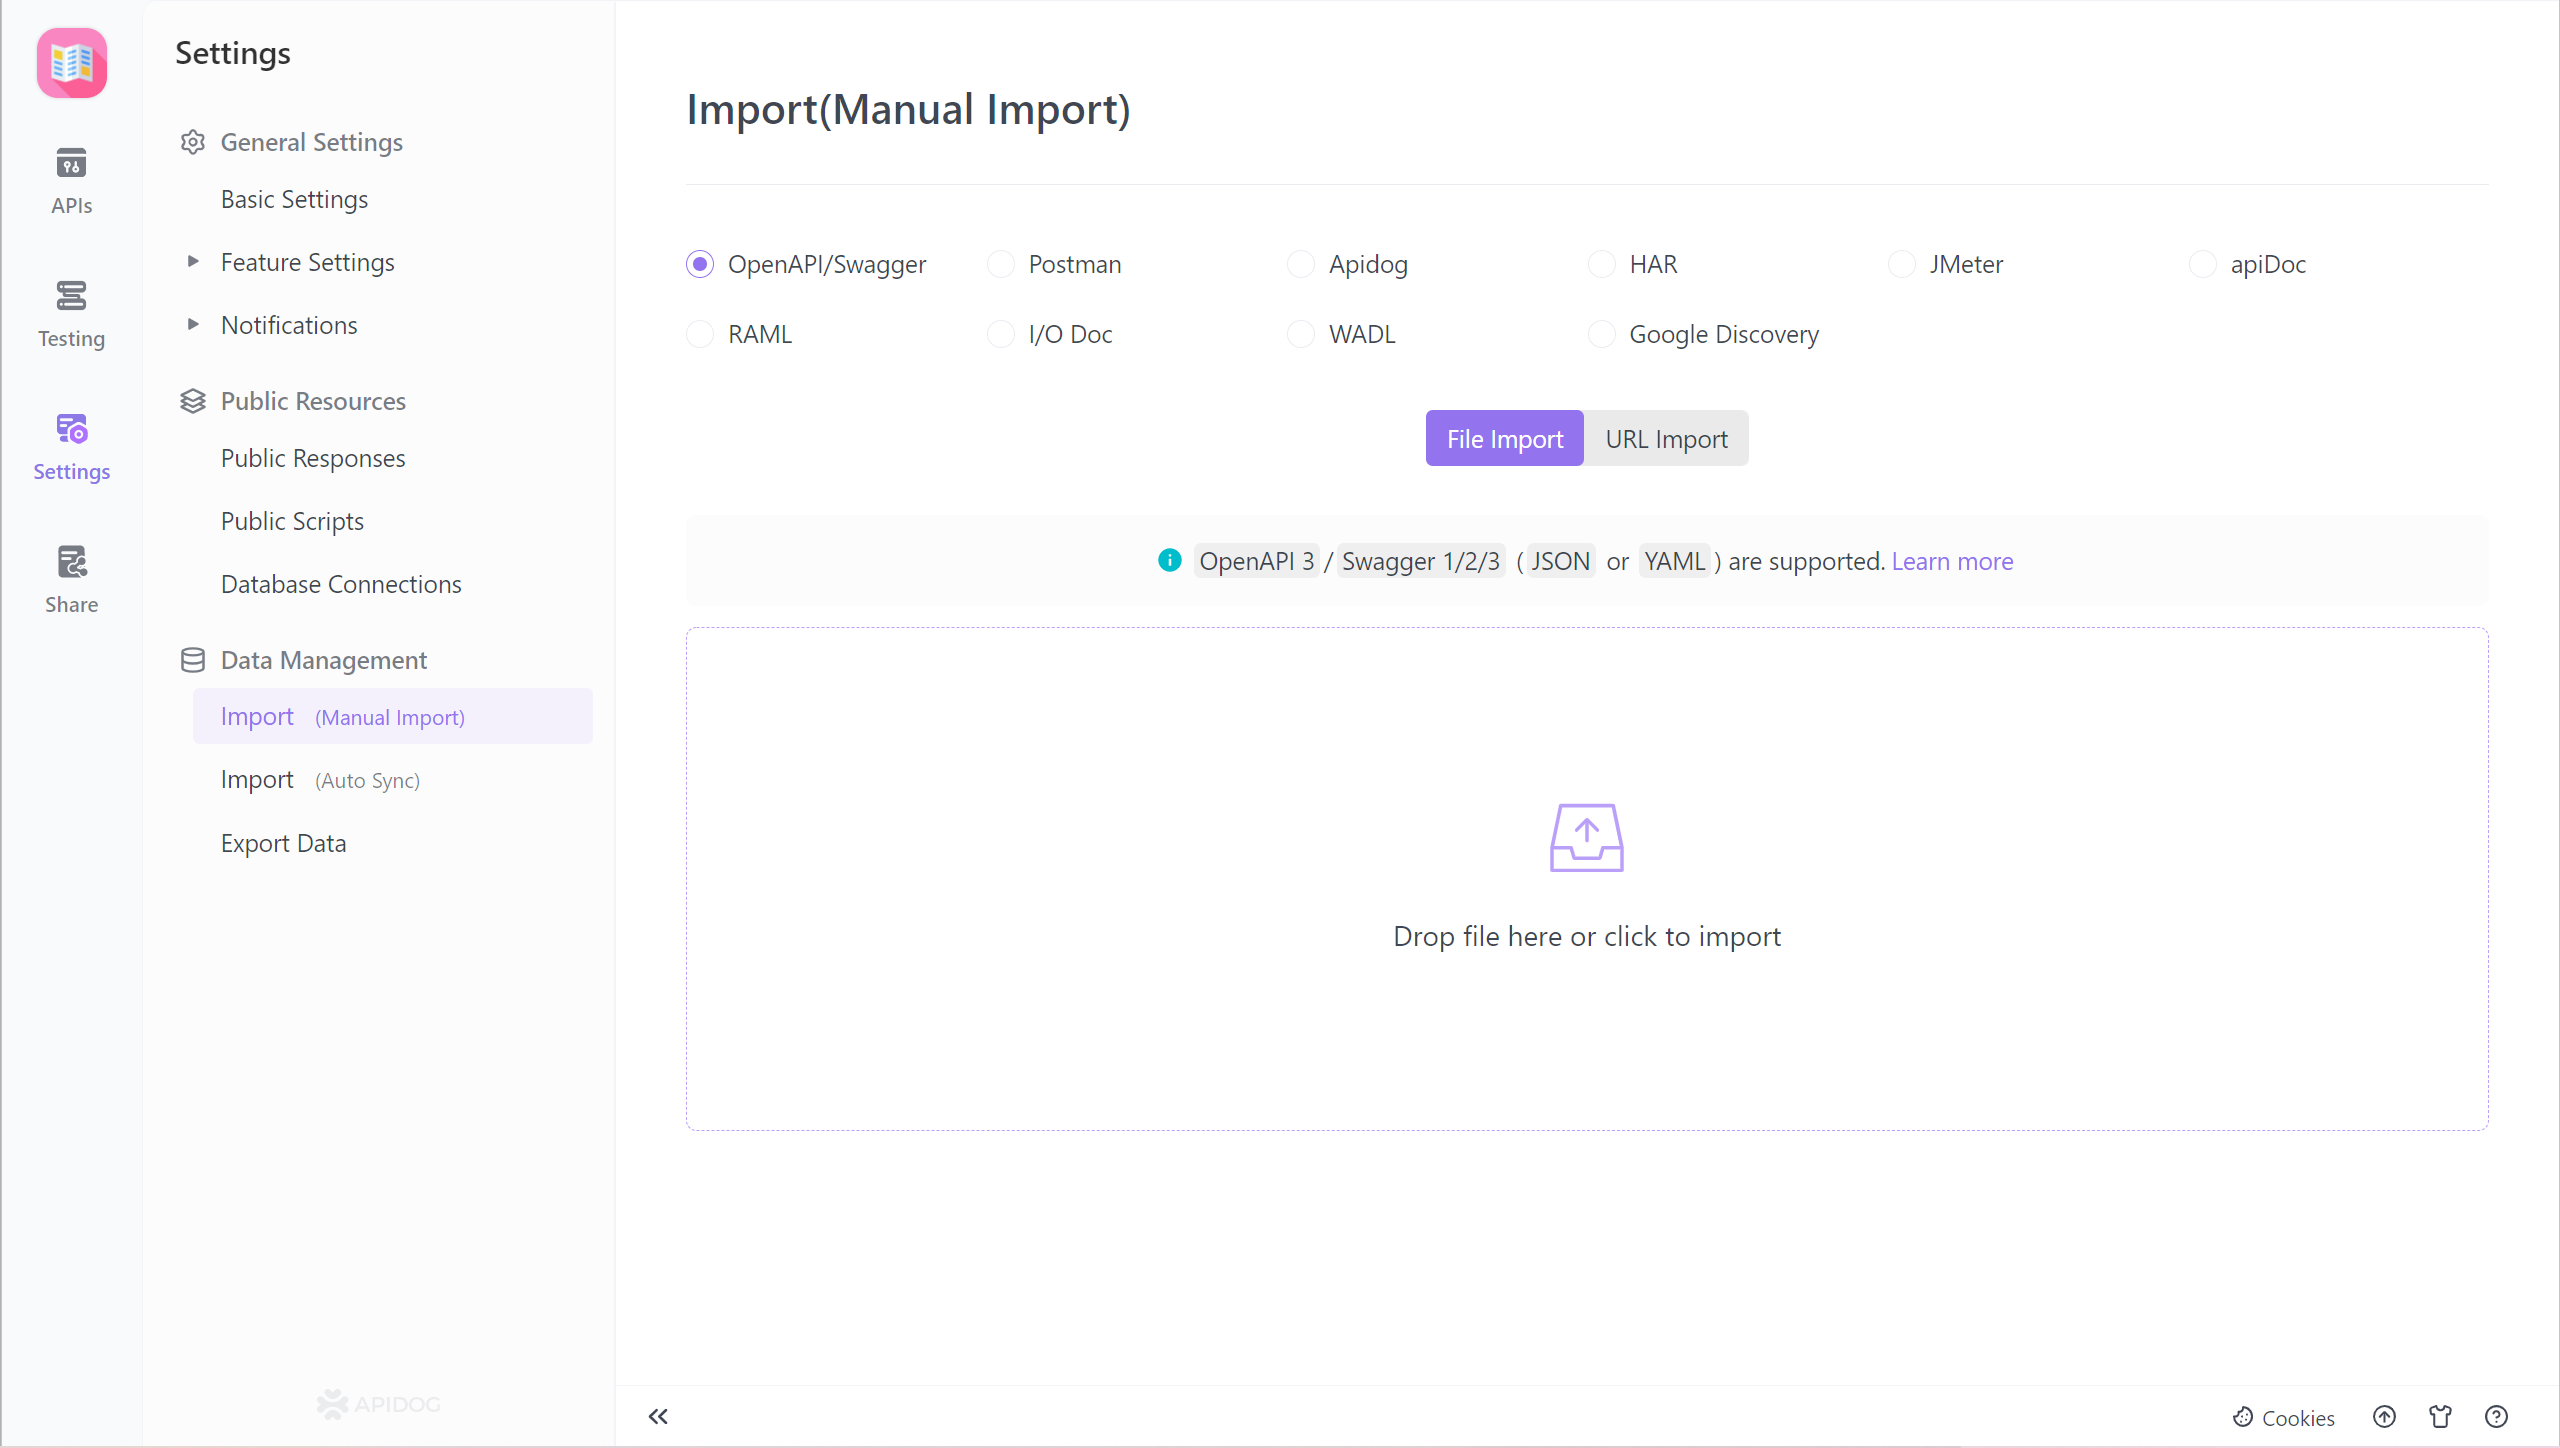 APIs
Testing
Settings
Share
Settings
General Settings
Basic Settings
Feature Settings
Notifications
Public Resources
Public Responses
Public Scripts
Database Connections
Data Management
Import (Manual Import)
Import (Auto Sync)
Export Data
APIDOG
Import(Manual Import)
OpenAPI/Swagger Postman Apidog HAR JMeter apiDoc
RAML I/O Doc WADL Google Discovery
File Import URL Import
OpenAPI 3 / Swagger 1/2/3 ( JSON or YAML ) are supported. Learn more
Drop file here or click to import
Cookies